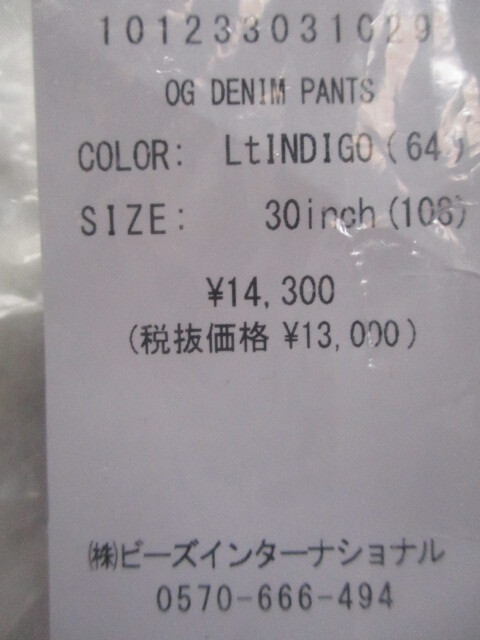 101233031029
OG DENIM PANTS
COLOR: LtINDIGO(64)
SIZE: 30inch(108)
¥14,300
(税抜価格 ¥13,000)
㈱ビーズインターナショナル
0570-666-494